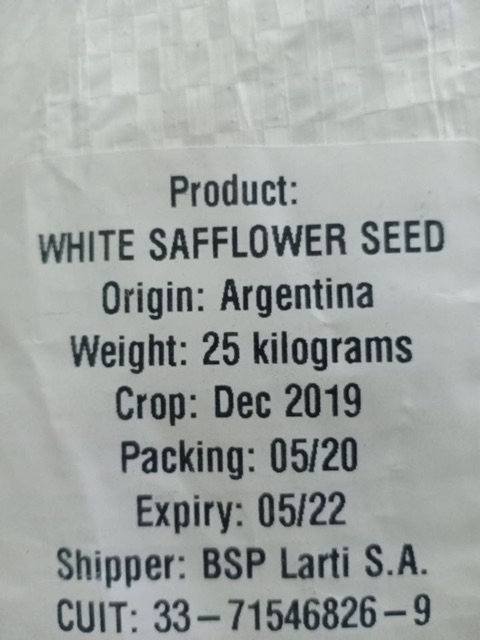 Product:
WHITE SAFFLOWER SEED
Origin: Argentina
Weight: 25 kilograms
Crop: Dec 2019
Packing: 05/20
Expiry: 05/22
Shipper: BSP Larti S.A.
CUIT: 33-71546826-9